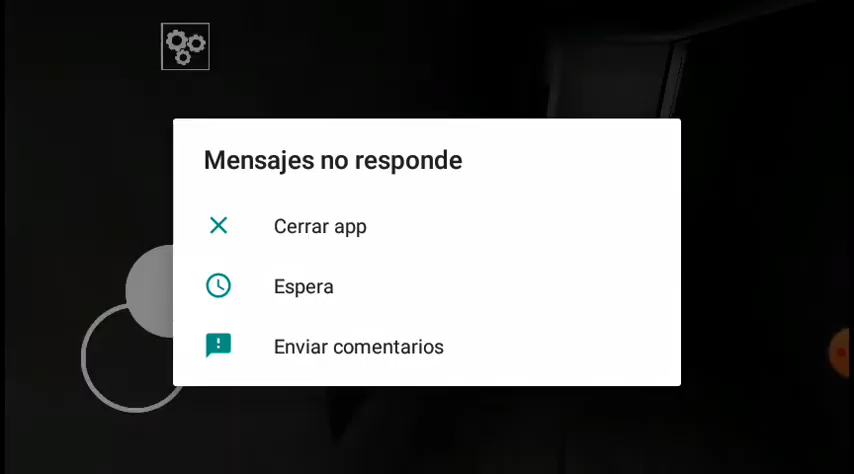 Mensajes no responde
Cerrar app
Espera
Enviar comentarios